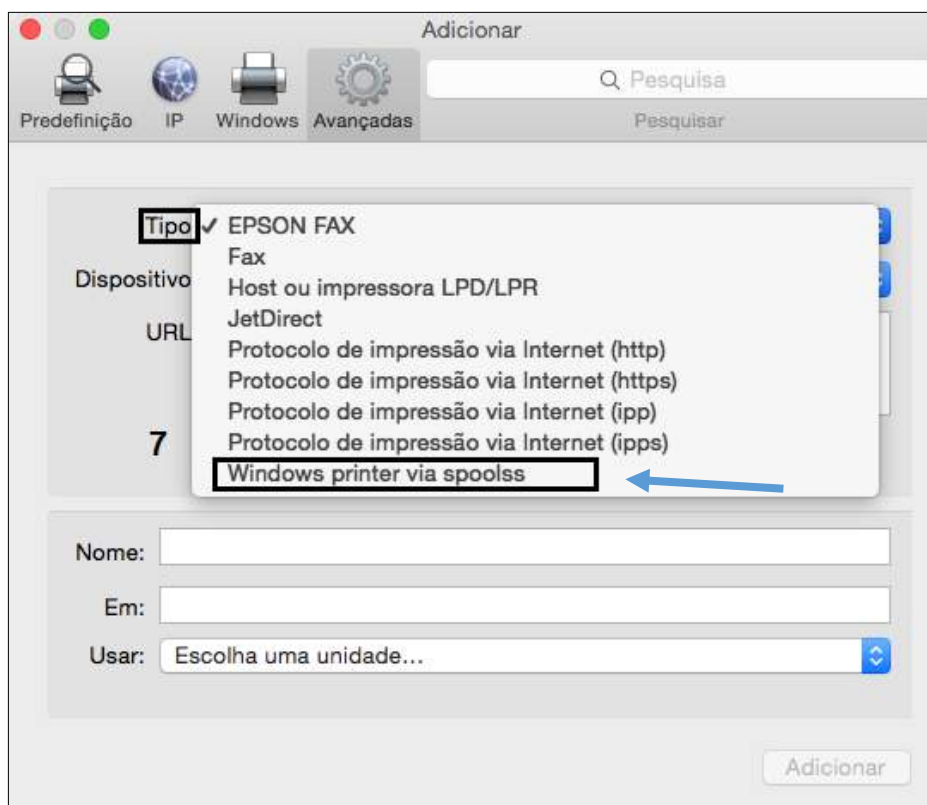 Adicionar
Pesquisa
Predefinição IP Windows Avançadas Pesquisar
Tipo ✓ EPSON FAX
Fax
Dispositivo
Host ou impressora LPD/LPR
JetDirect
URL
Protocolo de impressão via Internet (http)
Protocolo de impressão via Internet (https)
Protocolo de impressão via Internet (ipp)
7 Protocolo de impressão via Internet (ipps)
Windows printer via spoolss
Nome:
Em:
Usar: Escolha uma unidade...
Adicionar